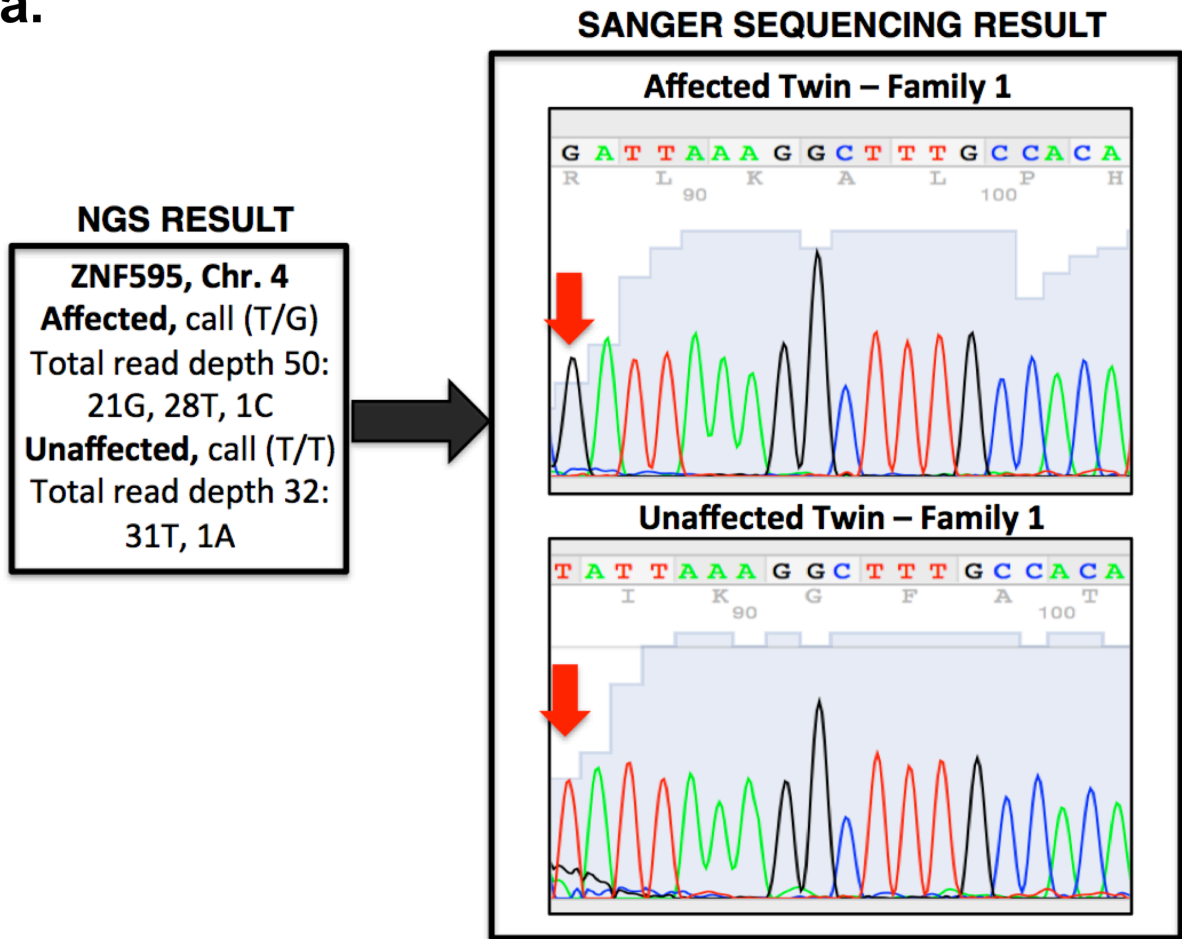 a.
SANGER SEQUENCING RESULT
Affected Twin – Family 1
G A T T A A A G G C T T T G C C A C A
R L K A L P H
90 100
NGS RESULT
ZNF595, Chr. 4
Affected, call (T/G)
Total read depth 50:
21G, 28T, 1C
Unaffected, call (T/T)
Total read depth 32:
31T, 1A
Unaffected Twin – Family 1
T A T T A A A G G C T T T G C C A C A
I K G F A T
90 100